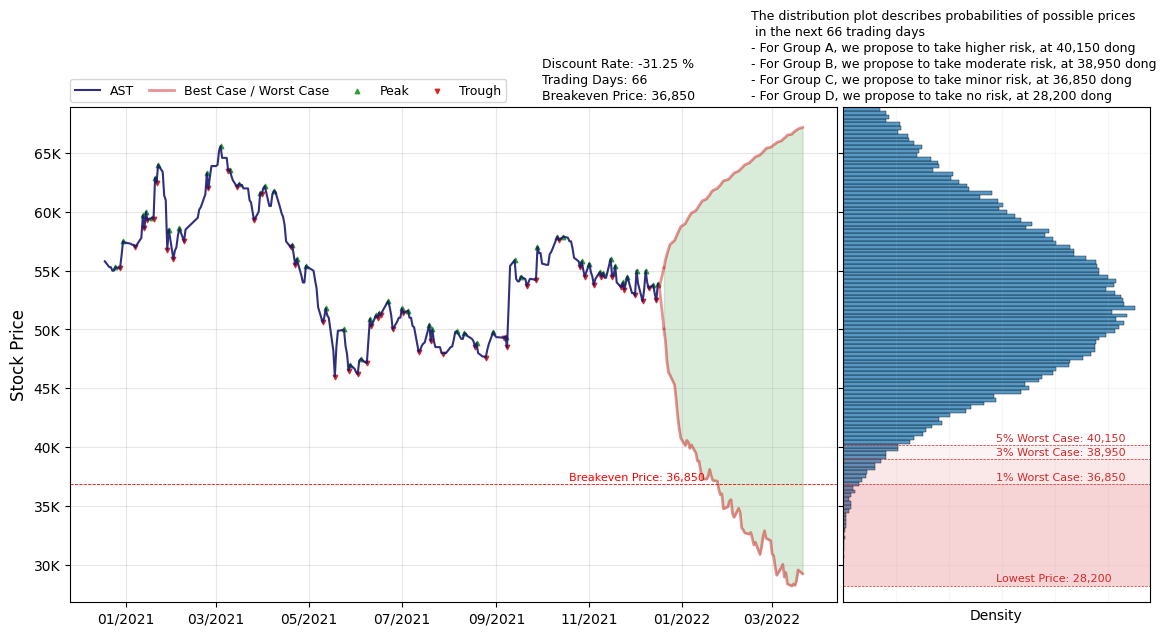 The distribution plot describes probabilities of possible prices
in the next 66 trading days
- For Group A, we propose to take higher risk, at 40,150 dong
- For Group B, we propose to take moderate risk, at 38,950 dong
- For Group C, we propose to take minor risk, at 36,850 dong
- For Group D, we propose to take no risk, at 28,200 dong
Discount Rate: -31.25 %
Trading Days: 66
Breakeven Price: 36,850
AST Best Case / Worst Case Peak Trough
Stock Price
65K
60K
55K
50K
45K
40K
35K
30K
Breakeven Price: 36,850
01/2021 03/2021 05/2021 07/2021 09/2021 11/2021 01/2022 03/2022
5% Worst Case: 40,150
3% Worst Case: 38,950
1% Worst Case: 36,850
Lowest Price: 28,200
Density